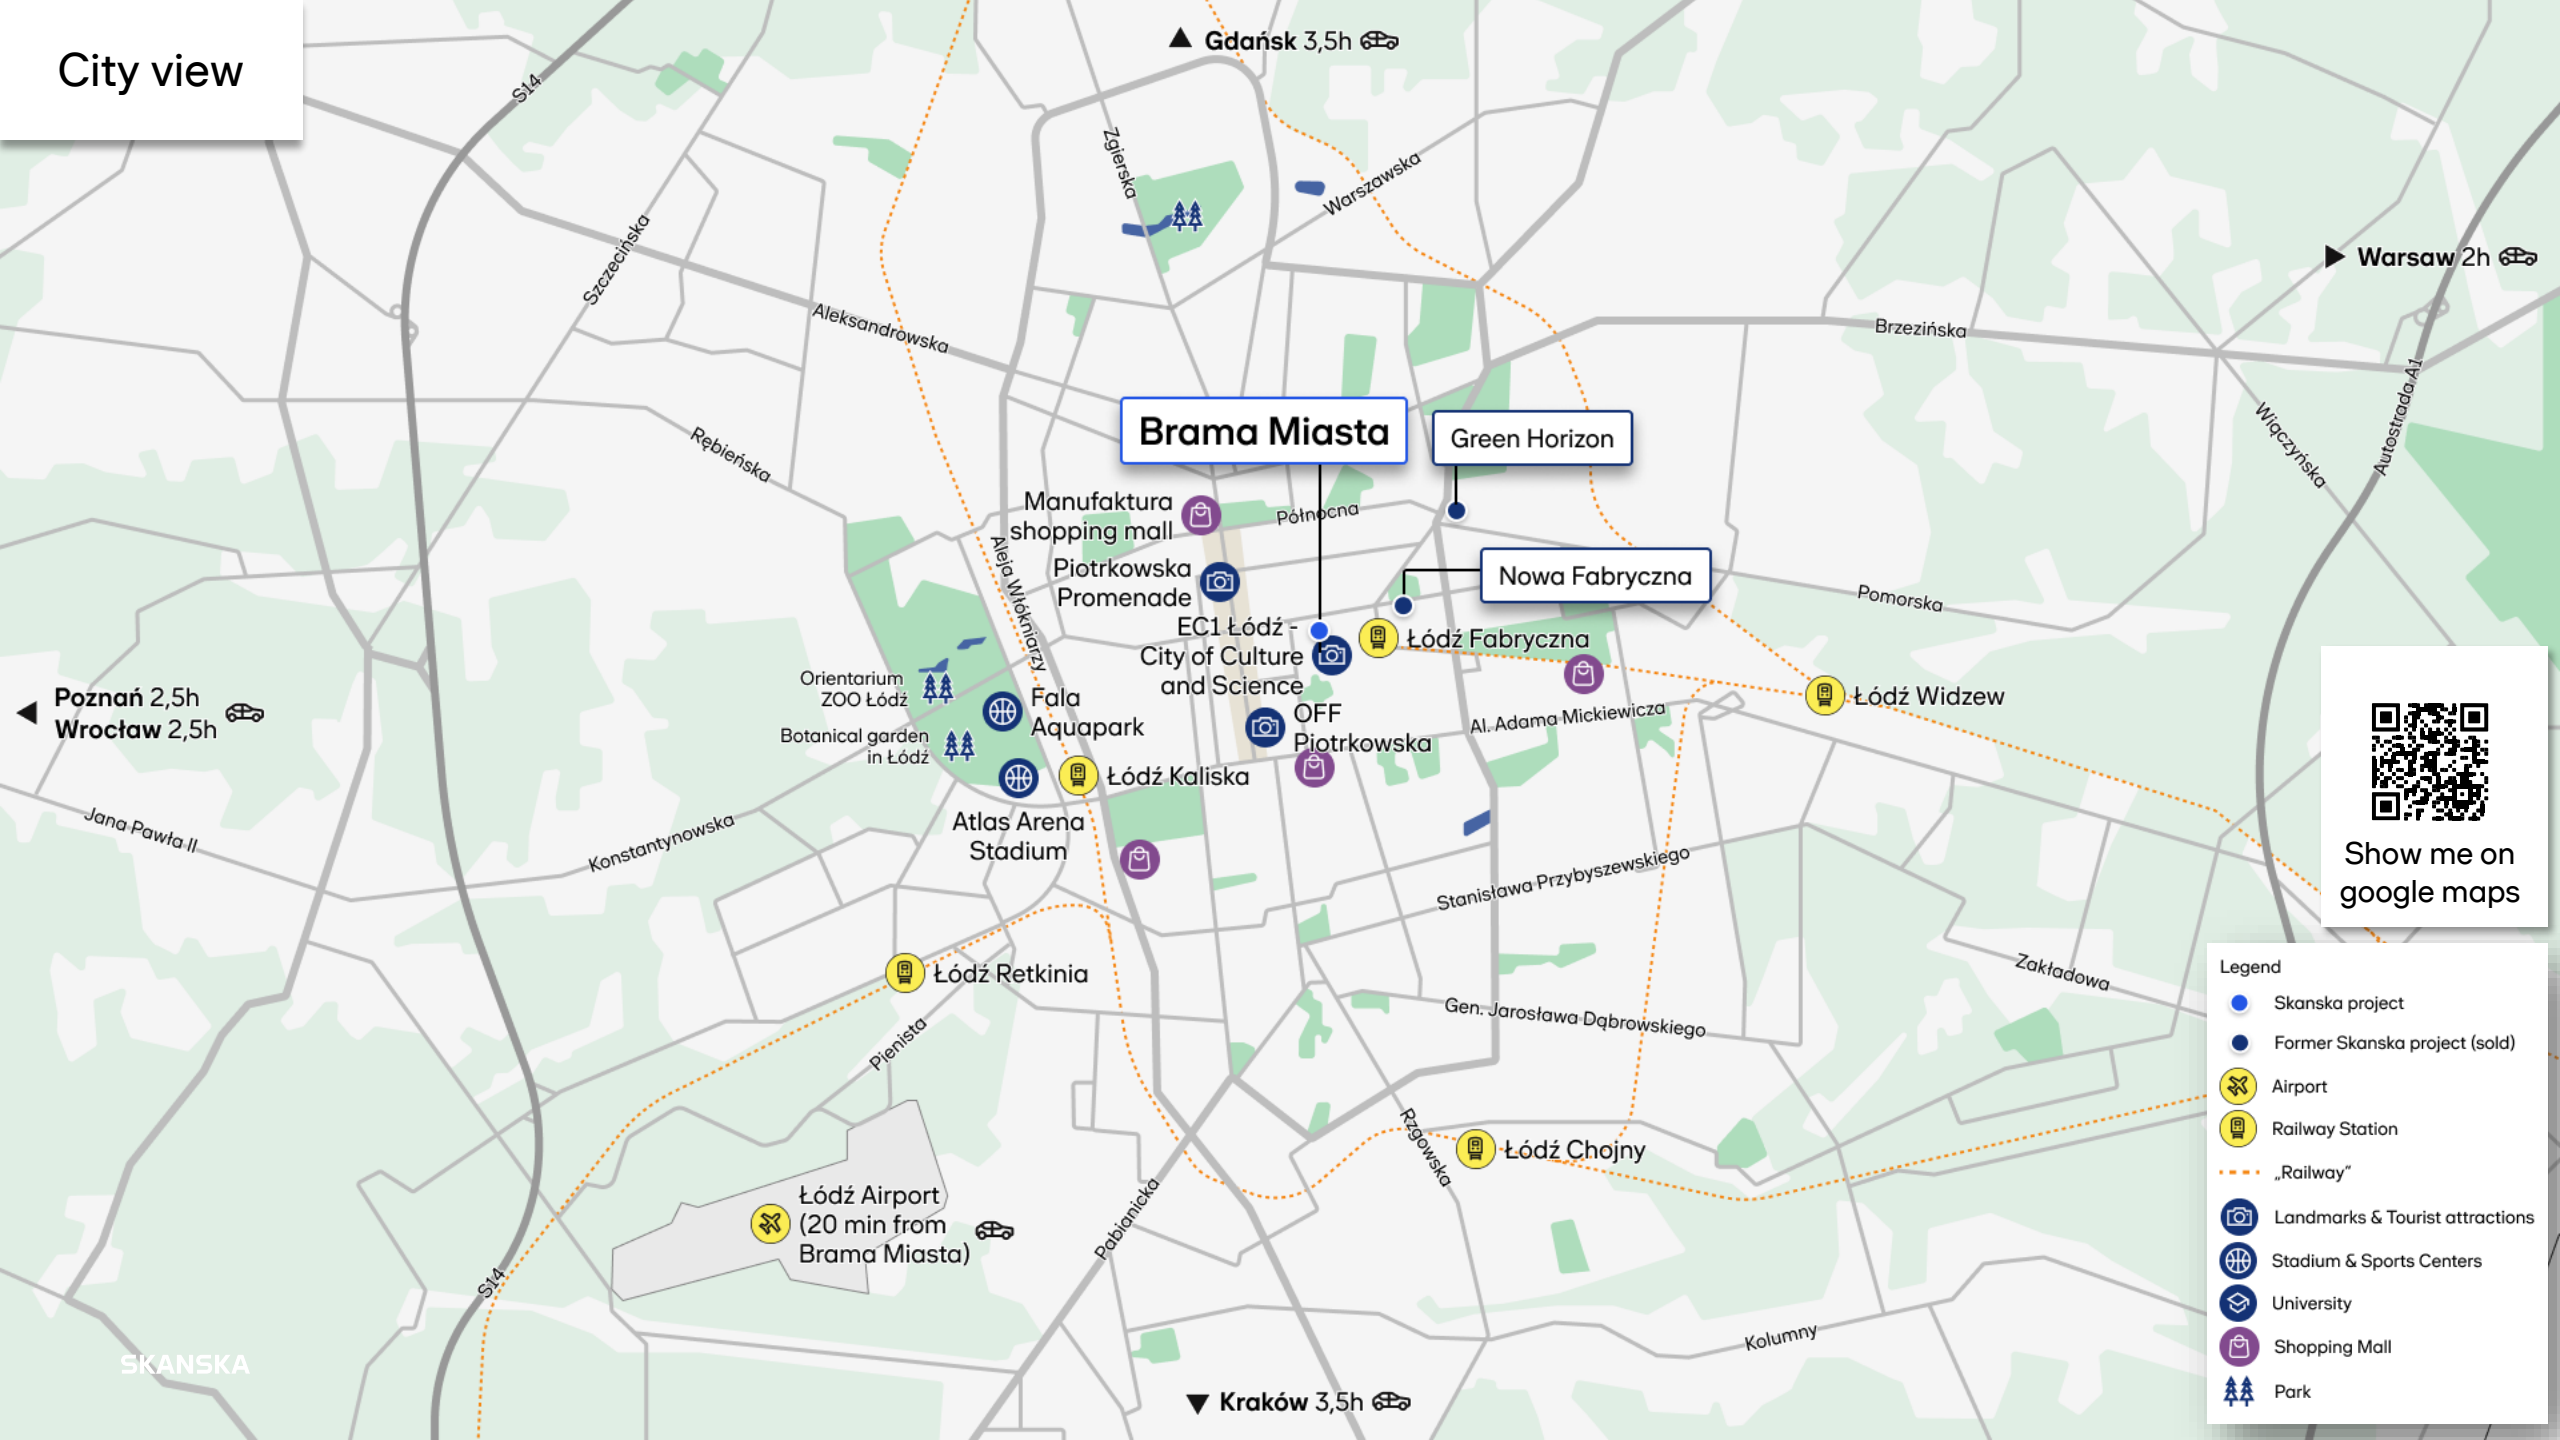 City view
Gdańsk 3,5h
S14
Zgierska
Warszawska
Szczecińska
Warsaw 2h
Aleksandrowska
Brzezińska
Autostrada A1
Wiączyńska
Brama Miasta
Green Horizon
Rębieńska
Manufaktura
shopping mall
Północna
Aleja Włókniarzy
Piotrkowska
Promenade
Nowa Fabryczna
Pomorska
EC1 Łódź -
City of Culture
and Science
Łódź Fabryczna
Orientarium
ZOO Łódź
Fala
Aquapark
Łódź Widzew
Poznań 2,5h
Wrocław 2,5h
OFF
Piotrkowska
Al. Adama Mickiewicza
Botanical garden
in Łódź
Łódź Kaliska
Atlas Arena
Stadium
Jana Pawła II
Konstantynowska
Stanisława Przybyszewskiego
Show me on
google maps
Łódź Retkinia
Zakładowa
Gen. Jarosława Dąbrowskiego
Pienista
Rzgowska
Łódź Chojny
Łódź Airport
(20 min from
Brama Miasta)
Pabianicka
S14
Kolumny
SKANSKA
Kraków 3,5h
Legend
Skanska project
Former Skanska project (sold)
Airport
Railway Station
„Railway”
Landmarks & Tourist attractions
Stadium & Sports Centers
University
Shopping Mall
Park